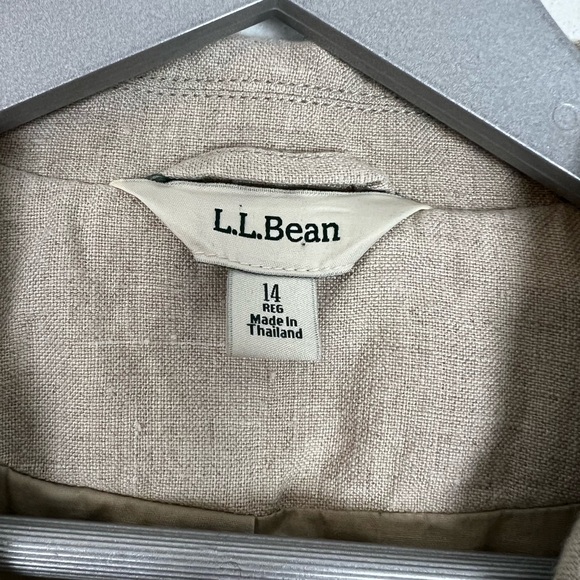 L.L.Bean
14
REG
Made In
Thailand